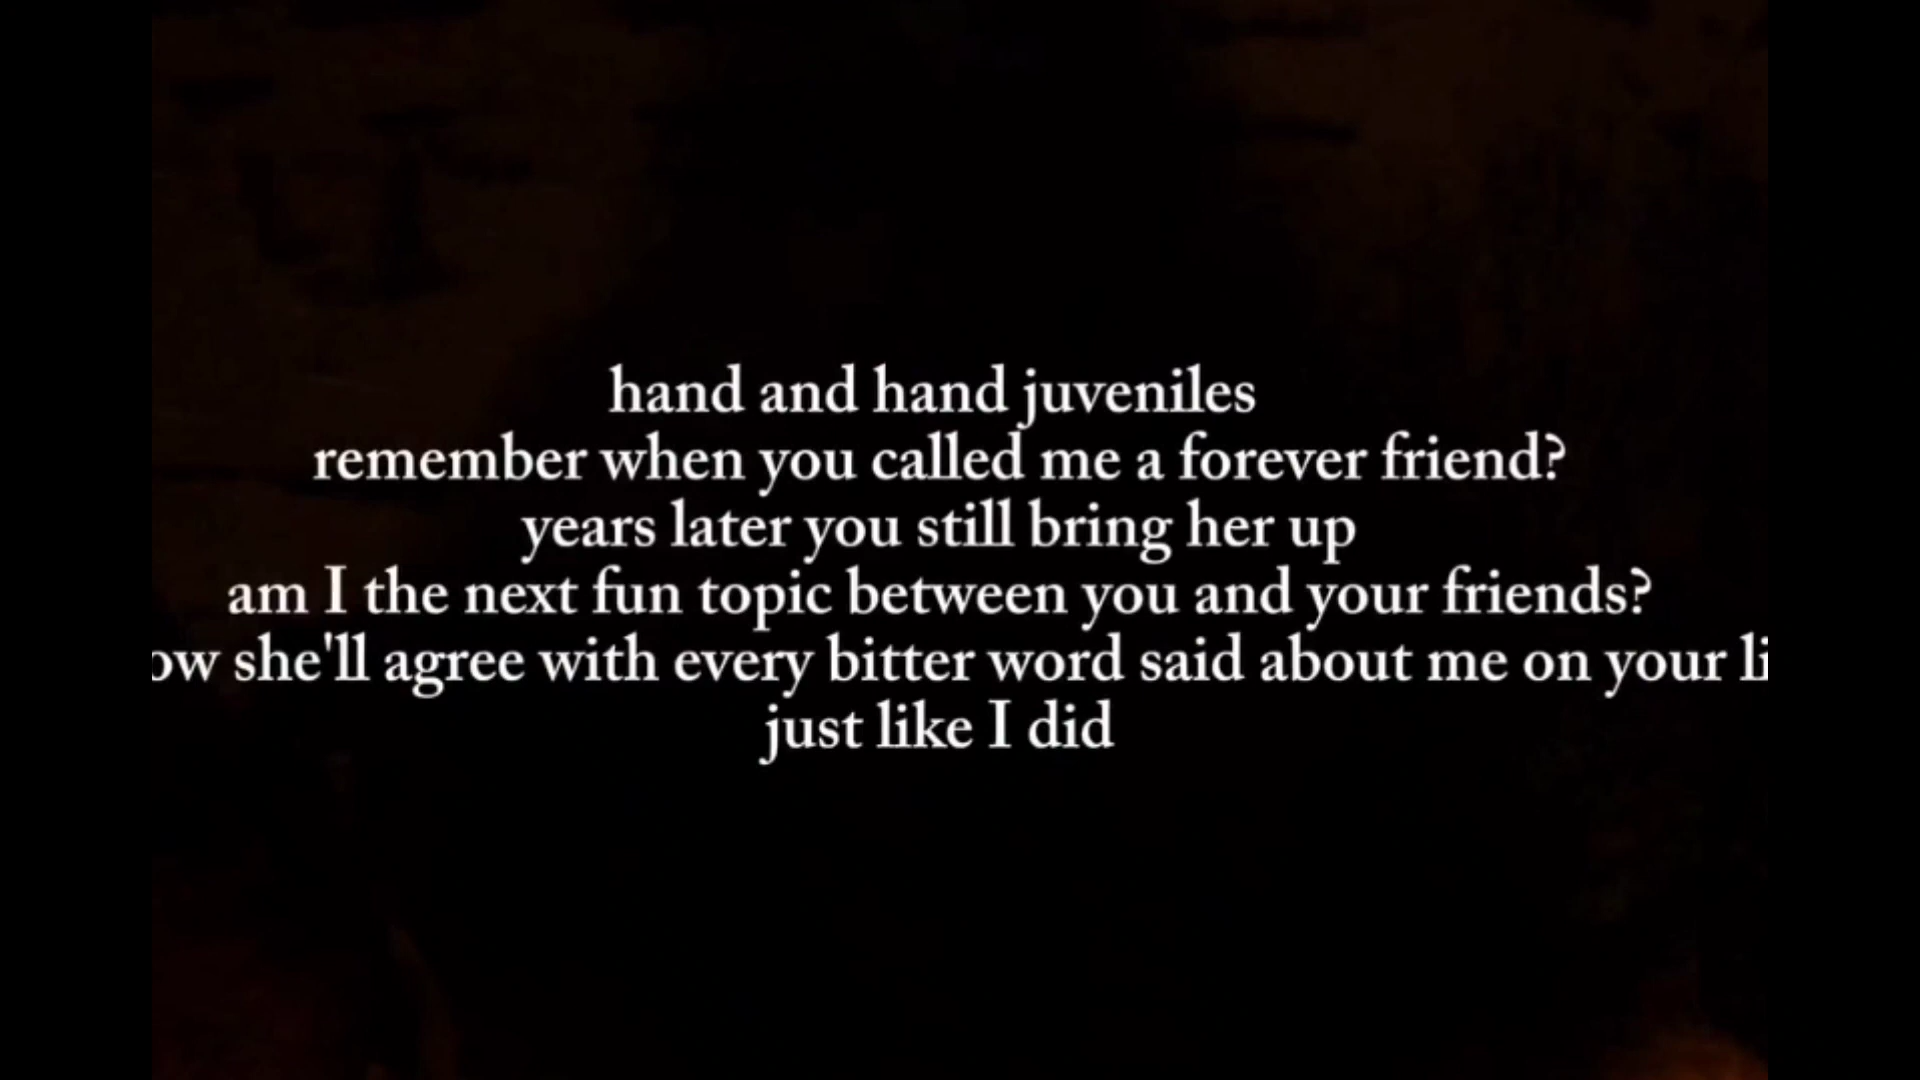 hand and hand juveniles
remember when you called me a forever friend?
years later you still bring her up
am I the next fun topic between you and your friends?
she'll agree with every bitter word said about me on your
just like I did